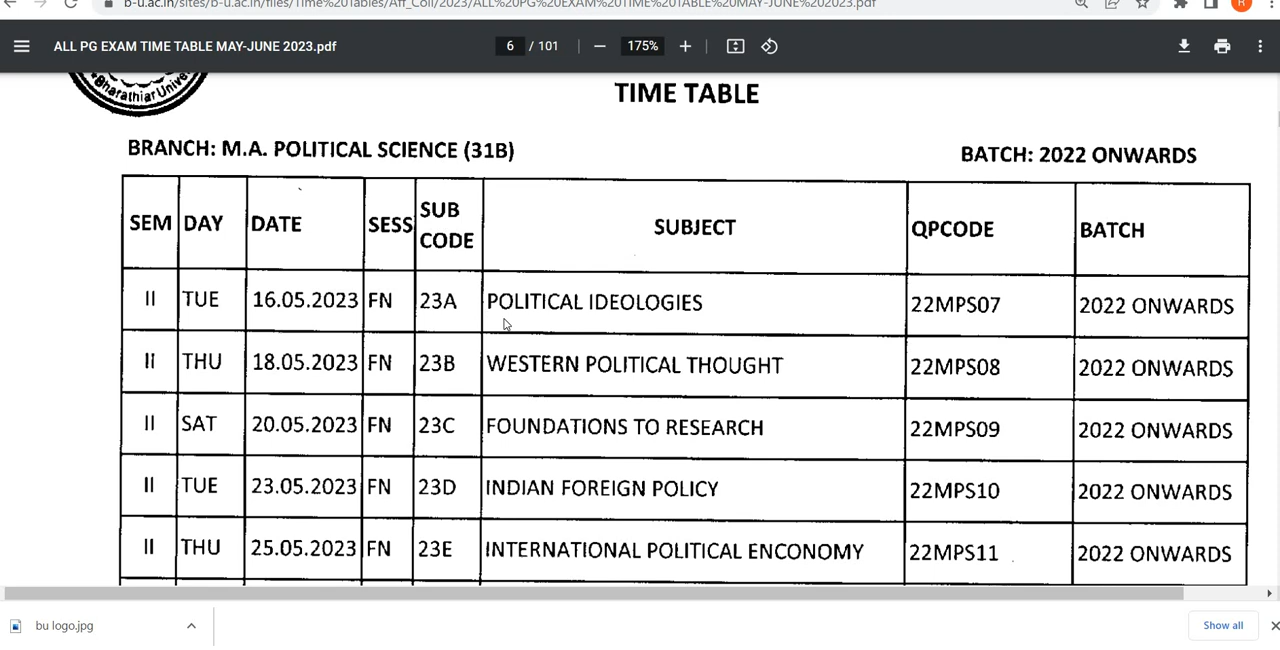 b-u.ac.in/sites/b-u.ac.in/files/Time%20Tables/Aff_Coll/2023/ALL%20PG%20EXAM%20TIME%20TABLE%20MAY-JUNE%202023.pdf R
ALL PG EXAM TIME TABLE MAY-JUNE 2023.pdf 6 / 101 175%
Bharathiar
TIME TABLE
BRANCH: M.A. POLITICAL SCIENCE (31B) BATCH: 2022 ONWARDS
SEM DAY DATE SESS SUB CODE SUBJECT QPCODE BATCH
II TUE 16.05.2023 FN 23A POLITICAL IDEOLOGIES 22MPS07 2022 ONWARDS
II THU 18.05.2023 FN 23B WESTERN POLITICAL THOUGHT 22MPS08 2022 ONWARDS
II SAT 20.05.2023 FN 23C FOUNDATIONS TO RESEARCH 22MPS09 2022 ONWARDS
II TUE 23.05.2023 FN 23D INDIAN FOREIGN POLICY 22MPS10 2022 ONWARDS
II THU 25.05.2023 FN 23E INTERNATIONAL POLITICAL ENCONOMY 22MPS11 2022 ONWARDS
bu logo.jpg Show all